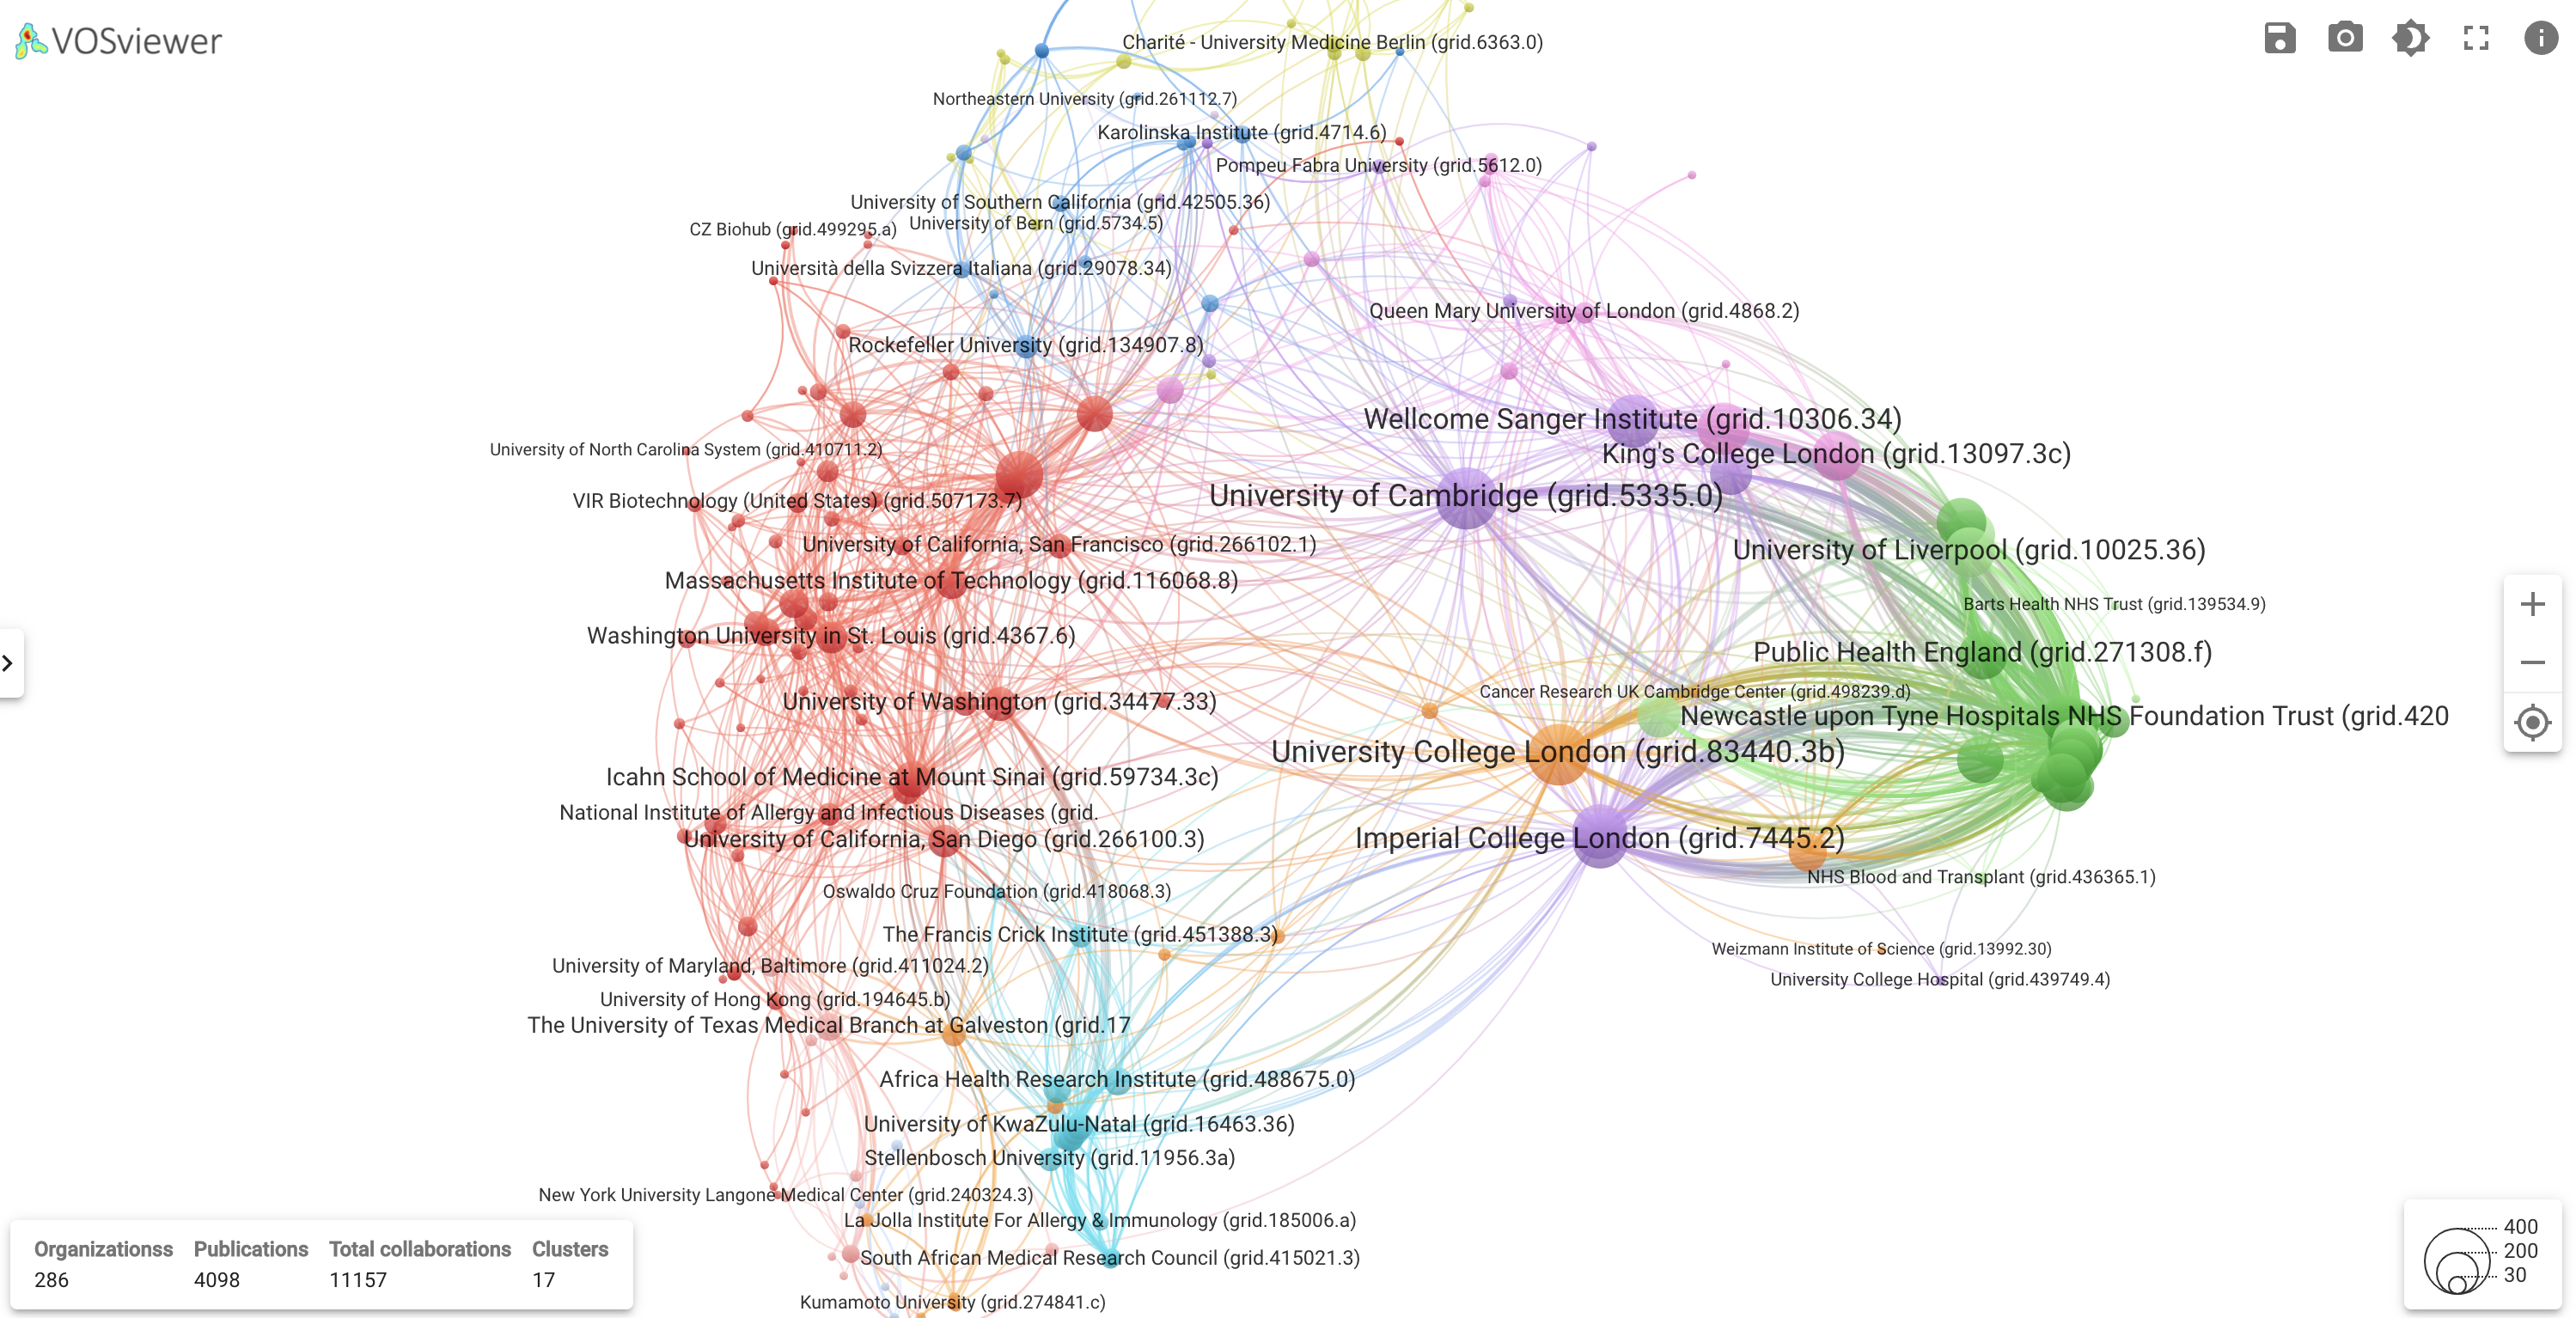 VOSviewer
Charité - University Medicine Berlin (grid.6363.0)
Northeastern University (grid.261112.7)
Karolinska Institute (grid.4714.6)
Pompeu Fabra University (grid.5612.0)
University of Southern California (grid.42505.36)
University of Bern (grid.5734.5)
CZ Biohub (grid.499295.a)
Università della Svizzera Italiana (grid.29078.34)
Queen Mary University of London (grid.4868.2)
Rockefeller University (grid.134907.8)
Wellcome Sanger Institute (grid.10306.34)
University of North Carolina System (grid.410711.2)
King's College London (grid.13097.3c)
University of Cambridge (grid.5335.0)
VIR Biotechnology (United States) (grid.507173.7)
University of California, San Francisco (grid.266102.1)
University of Liverpool (grid.10025.36)
Massachusetts Institute of Technology (grid.116068.8)
Barts Health NHS Trust (grid.139534.9)
Washington University in St. Louis (grid.4367.6)
Public Health England (grid.271308.f)
Cancer Research UK Cambridge Center (grid.498239.d)
University of Washington (grid.34477.33)
Newcastle upon Tyne Hospitals NHS Foundation Trust (grid.420
University College London (grid.83440.3b)
Icahn School of Medicine at Mount Sinai (grid.59734.3c)
National Institute of Allergy and Infectious Diseases (grid.
University of California, San Diego (grid.266100.3)
Imperial College London (grid.7445.2)
NHS Blood and Transplant (grid.436365.1)
Oswaldo Cruz Foundation (grid.418068.3)
The Francis Crick Institute (grid.451388.3)
Weizmann Institute of Science (grid.13992.30)
University of Maryland, Baltimore (grid.411024.2)
University College Hospital (grid.439749.4)
University of Hong Kong (grid.194645.b)
The University of Texas Medical Branch at Galveston (grid.17
Africa Health Research Institute (grid.488675.0)
University of KwaZulu-Natal (grid.16463.36)
Stellenbosch University (grid.11956.3a)
New York University Langone Medical Center (grid.240324.3)
La Jolla Institute For Allergy & Immunology (grid.185006.a)
South African Medical Research Council (grid.415021.3)
Kumamoto University (grid.274841.c)
Organizationss Publications Total collaborations Clusters
286 4098 11157 17
400
200
30